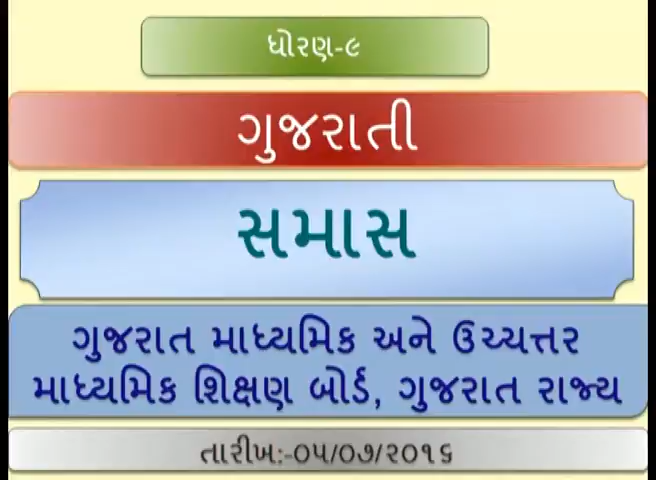 ધોરણ-૯
ગુજરાતી
સમાસ
ગુજરાત માધ્યમિક અને ઉચ્ચત્તર
માધ્યમિક શિક્ષણ બોર્ડ, ગુજરાત રાજ્ય
તારીખ:-૦૫/૦૭/૨૦૧૬